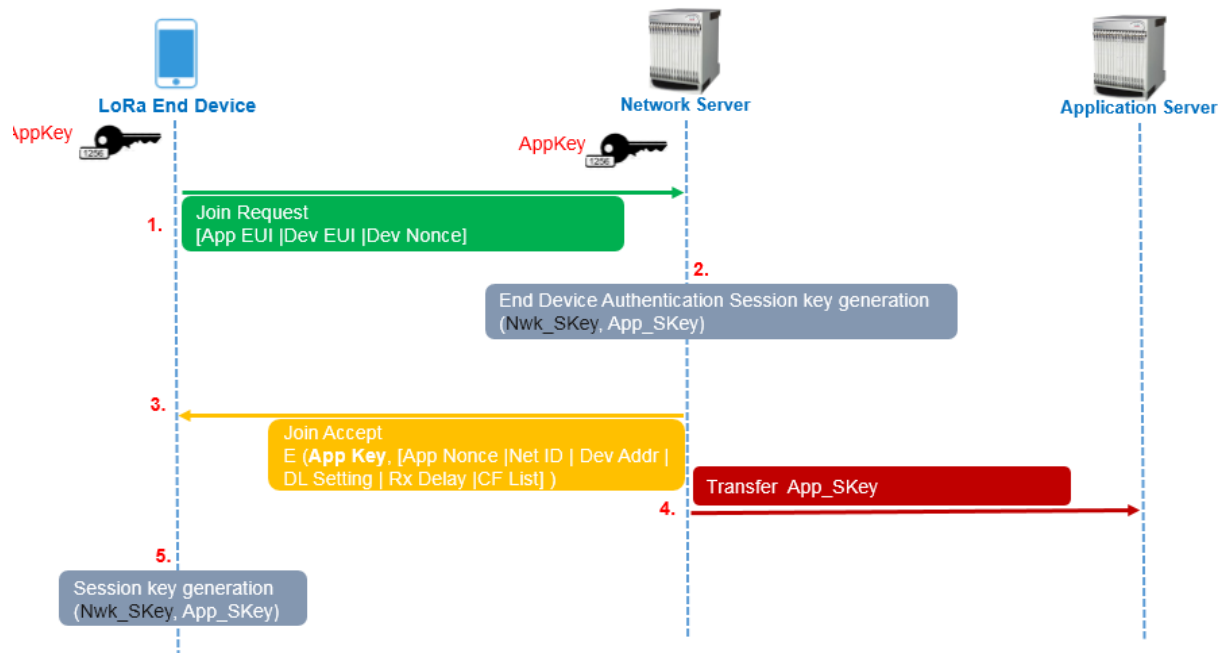 LoRa End Device
Network Server
Application Server
AppKey
1256
AppKey
1256
1.
Join Request
[App EUI |Dev EUI |Dev Nonce]
2.
End Device Authentication Session key generation
(Nwk_SKey, App_SKey)
3.
Join Accept
E (App Key, [App Nonce |Net ID | Dev Addr |
DL Setting | Rx Delay |CF List] )
Transfer App_SKey
4.
5.
Session key generation
(Nwk_SKey, App_SKey)